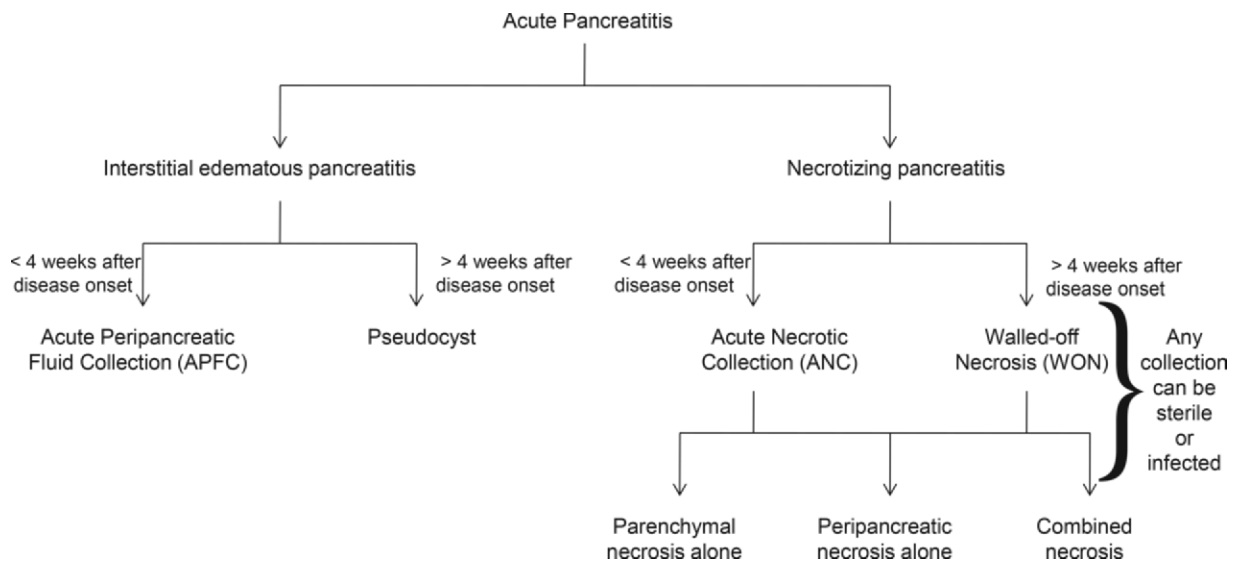 Acute Pancreatitis
Interstitial edematous pancreatitis
Necrotizing pancreatitis
< 4 weeks after
disease onset
> 4 weeks after
disease onset
< 4 weeks after
disease onset
> 4 weeks after
disease onset
Acute Peripancreatic
Fluid Collection (APFC)
Pseudocyst
Acute Necrotic
Collection (ANC)
Walled-off
Necrosis (WON)
Any
collection
can be
sterile
or
infected
Parenchymal
necrosis alone
Peripancreatic
necrosis alone
Combined
necrosis